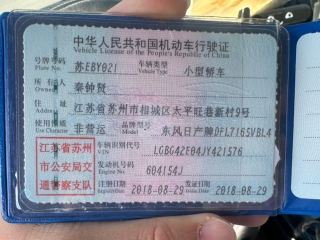 中华人民共和国机动车行驶证
Vehicle License of the People's Republic of China
号牌号码 苏EBY021 车辆类型 小型轿车
Plate No. Vehicle Type
所有人 秦钟贤
Owner
住址 江苏省苏州市相城区太平旺巷新村9号
Address
使用性质 非营运 品牌型号 东风日产牌DFL7165VBL4
Use Character Model
江苏省苏州 车辆识别代号 LGBG42E04JY421576
VIN
市公安局交 发动机号码 604154J
Engine No.
通警察支队 注册日期 2018-08-29 发证日期 2018-08-29
Register Date Issue Date